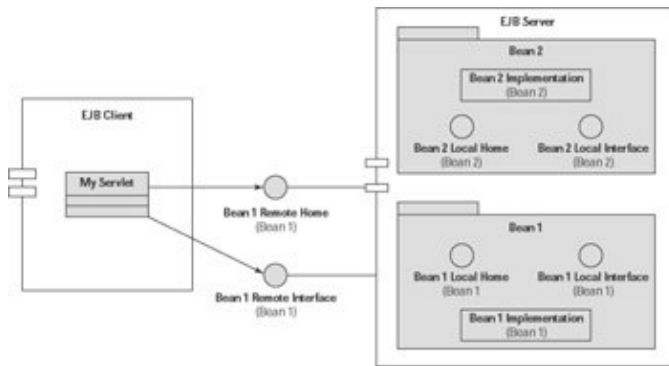 EJB Server
Bean 2
Bean 2 Implementation
(Bean 2)
Bean 2 Local Home
(Bean 2)
Bean 2 Local Interface
(Bean 2)
EJB Client
My Servlet
Bean 1 Remote Home
(Bean 1)
Bean 1 Remote Interface
(Bean 1)
Bean 1
Bean 1 Local Home
(Bean 1
Bean 1 Local Interface
(Bean 1)
Bean 1 Implementation
(Bean 1)